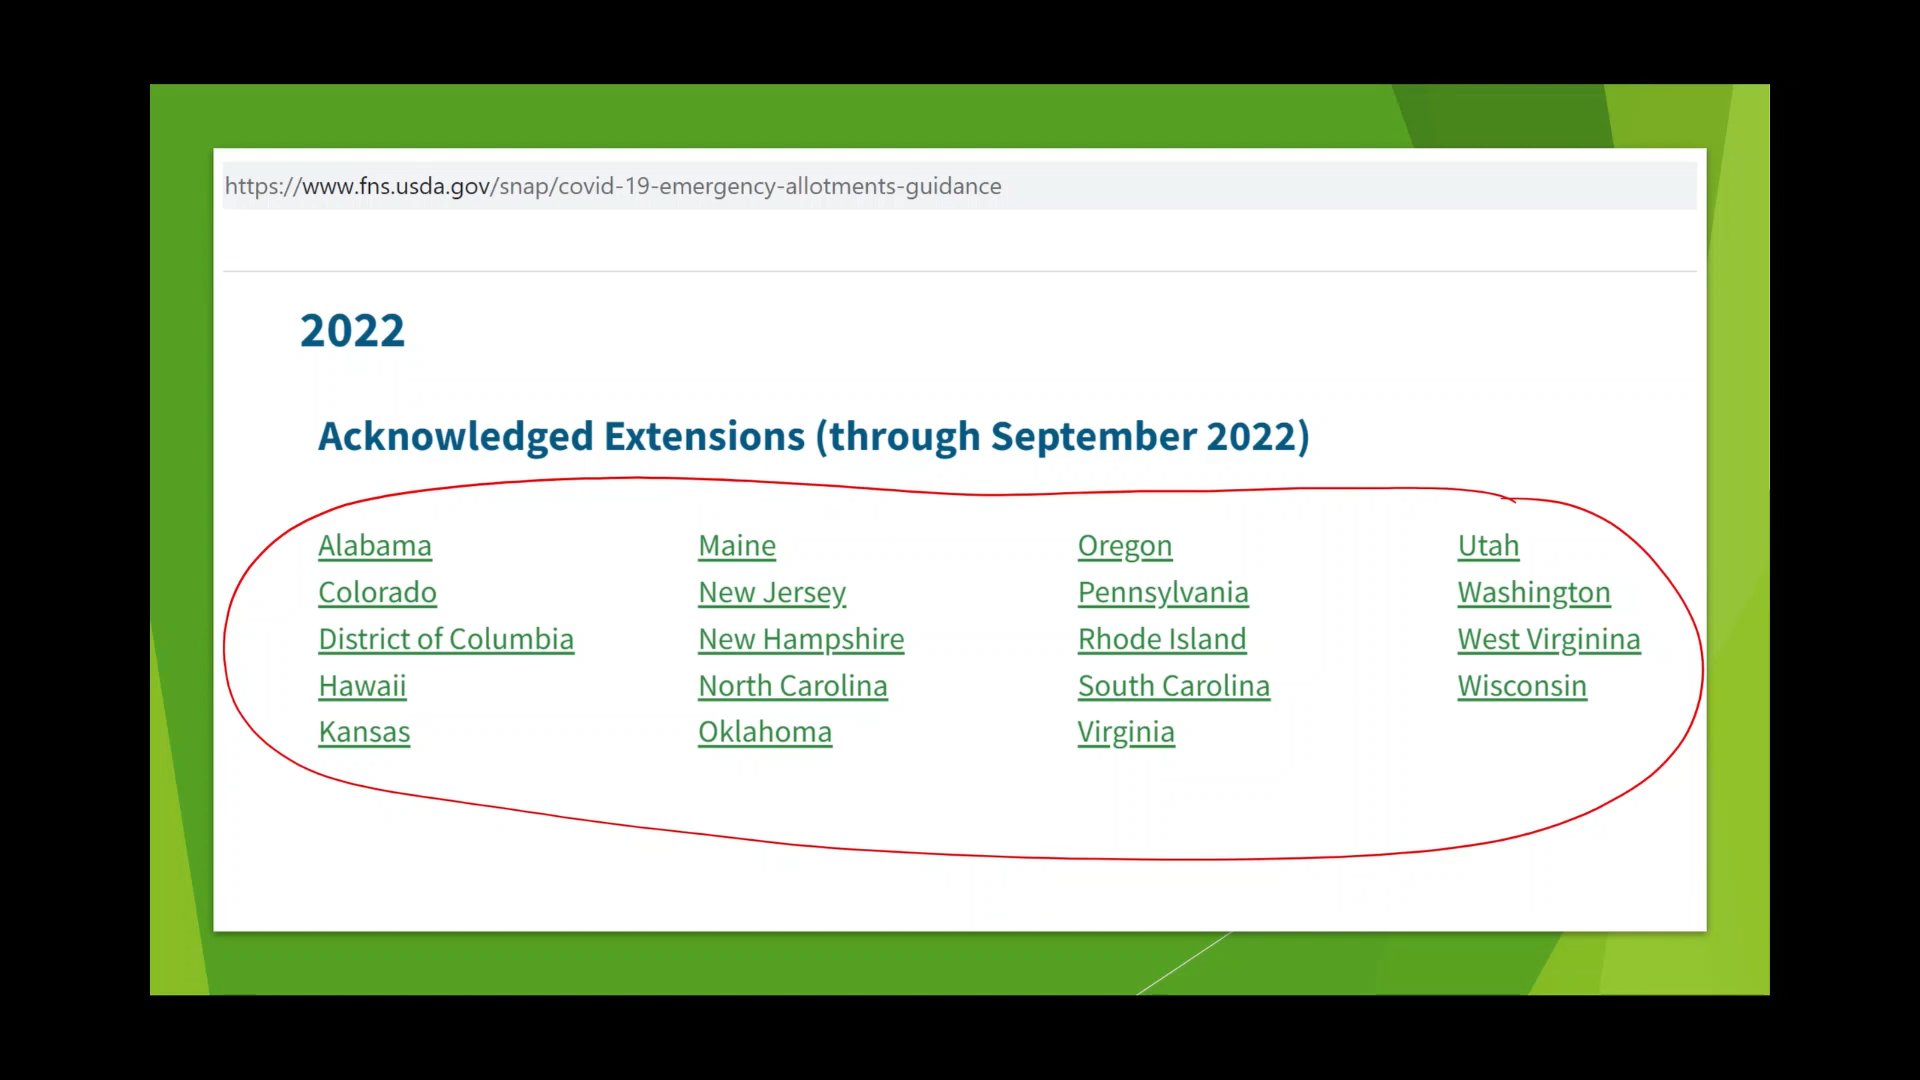 https://www.fns.usda.gov/snap/covid-19-emergency-allotments-guidance
2022
Acknowledged Extensions (through September 2022)
Alabama
Colorado
District of Columbia
Hawaii
Kansas
Maine
New Jersey
New Hampshire
North Carolina
Oklahoma
Oregon
Pennsylvania
Rhode Island
South Carolina
Virginia
Utah
Washington
West Virginina
Wisconsin